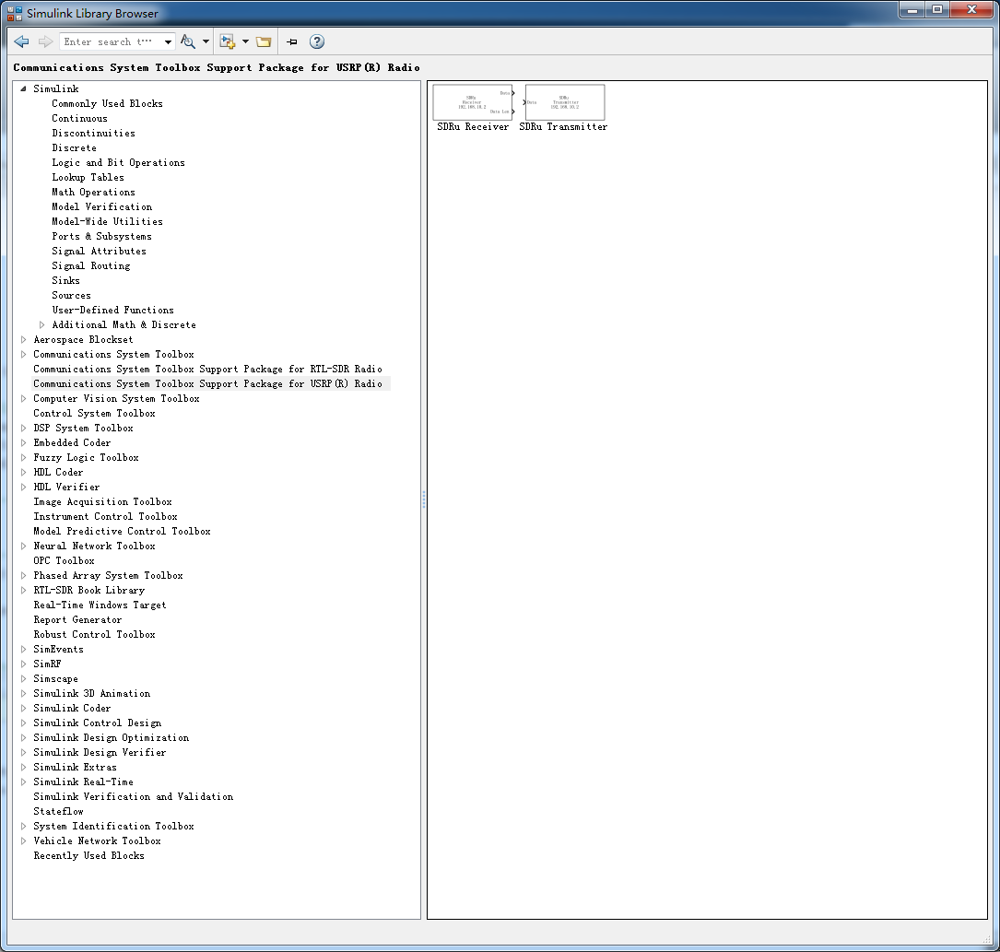 Simulink Library Browser
Enter search t···
Communications System Toolbox Support Package for USRP(R) Radio
Simulink
Commonly Used Blocks
Continuous
Discontinuities
Discrete
Logic and Bit Operations
Lookup Tables
Math Operations
Model Verification
Model-Wide Utilities
Ports & Subsystems
Signal Attributes
Signal Routing
Sinks
Sources
User-Defined Functions
Additional Math & Discrete
Aerospace Blockset
Communications System Toolbox
Communications System Toolbox Support Package for RTL-SDR Radio
Communications System Toolbox Support Package for USRP(R) Radio
Computer Vision System Toolbox
Control System Toolbox
DSP System Toolbox
Embedded Coder
Fuzzy Logic Toolbox
HDL Coder
HDL Verifier
Image Acquisition Toolbox
Instrument Control Toolbox
Model Predictive Control Toolbox
Neural Network Toolbox
OPC Toolbox
Phased Array System Toolbox
RTL-SDR Book Library
Real-Time Windows Target
Report Generator
Robust Control Toolbox
SimEvents
SimRF
Simscape
Simulink 3D Animation
Simulink Coder
Simulink Control Design
Simulink Design Optimization
Simulink Design Verifier
Simulink Extras
Simulink Real-Time
Simulink Verification and Validation
Stateflow
System Identification Toolbox
Vehicle Network Toolbox
Recently Used Blocks
SDRu
Receiver
192.168.10.2
Data
Data Len
SDRu Receiver
Data
SDRu
Transmitter
192.168.10.2
SDRu Transmitter